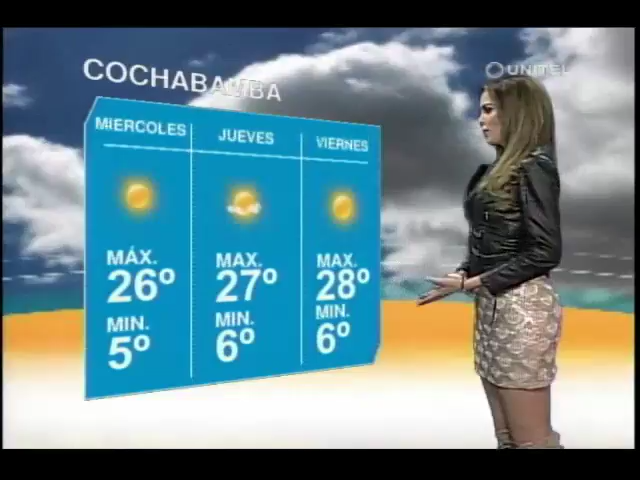 COCHABAMBA
UNITEL
MIERCOLES
JUEVES
VIERNES
MÁX.
26º
MIN.
5º
MAX.
27º
MIN.
6º
MAX.
28º
MIN.
6º